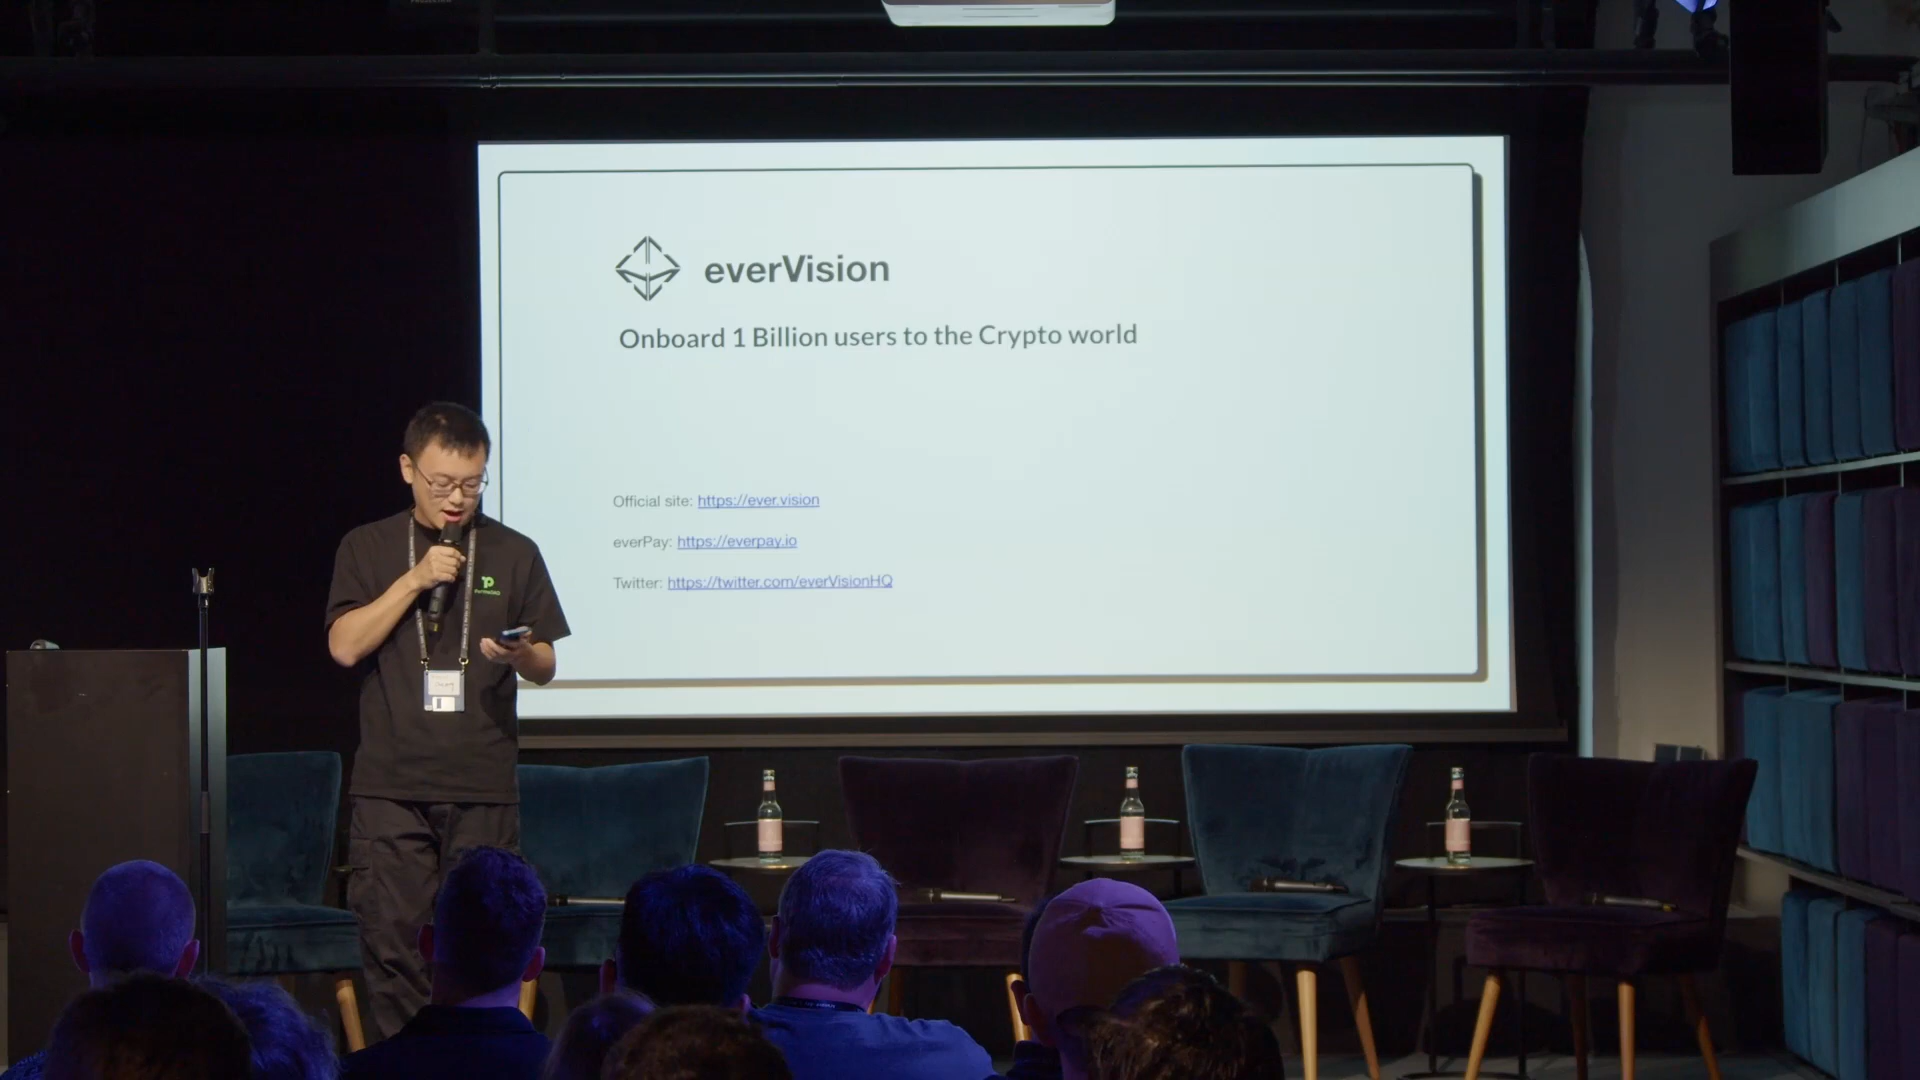 everVision
Onboard 1 Billion users to the Crypto world
Official site: https://ever.vision
everPay: https://everpay.io
Twitter: https://twitter.com/everVisionHQ